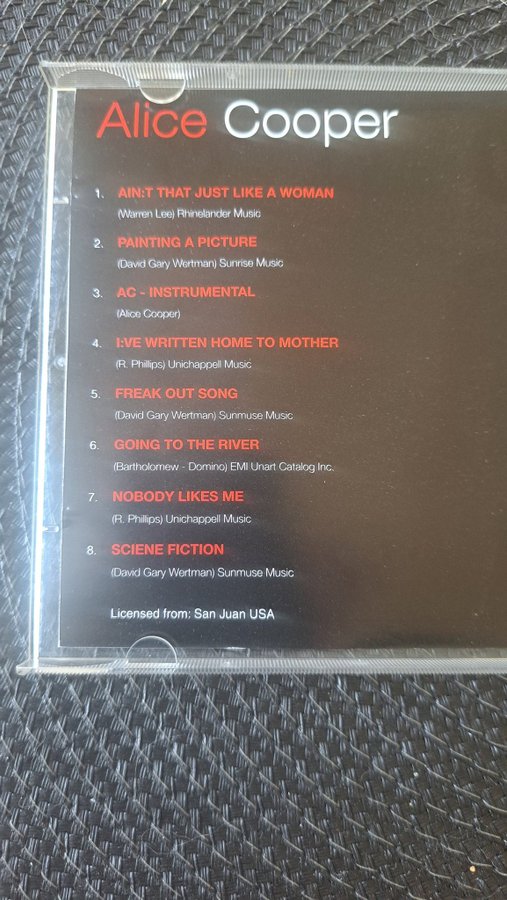 Alice Cooper
1. AIN:T THAT JUST LIKE A WOMAN
(Warren Lee) Rhinelander Music
2. PAINTING A PICTURE
(David Gary Wertman) Sunrise Music
3. AC - INSTRUMENTAL
(Alice Cooper)
4. I:VE WRITTEN HOME TO MOTHER
(R. Phillips) Unichappell Music
5. FREAK OUT SONG
(David Gary Wertman) Sunmuse Music
6. GOING TO THE RIVER
(Bartholomew - Domino) EMI Unart Catalog Inc.
7. NOBODY LIKES ME
(R. Phillips) Unichappell Music
8. SCIENE FICTION
(David Gary Wertman) Sunmuse Music
Licensed from: San Juan USA